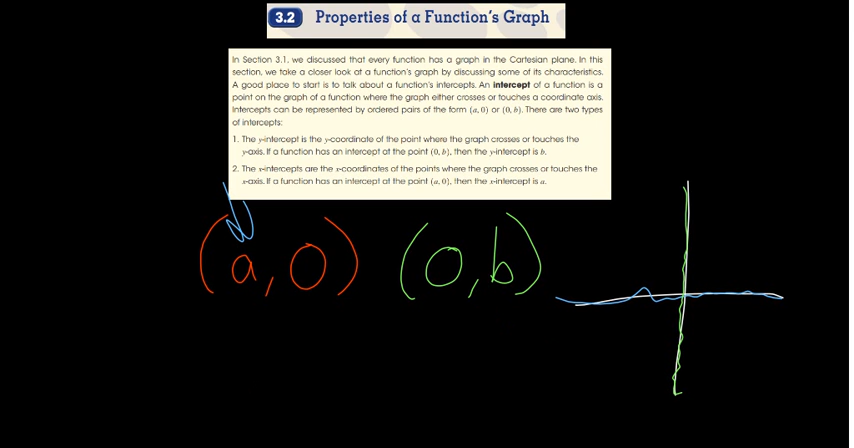 3.2 Properties of a Function's Graph
In Section 3.1, we discussed that every function has a graph in the Cartesian plane. In this
section, we take a closer look at a function's graph by discussing some of its characteristics.
A good place to start is to talk about a function's intercepts. An intercept of a function is a
point on the graph of a function where the graph either crosses or touches a coordinate axis.
Intercepts can be represented by ordered pairs of the form (a, 0) or (0, b). There are two types
of intercepts:
1. The y-intercept is the y-coordinate of the point where the graph crosses or touches the
y-axis. If a function has an intercept at the point (0, b), then the y-intercept is b.
2. The x-intercepts are the x-coordinates of the points where the graph crosses or touches the
x-axis. If a function has an intercept at the point (a, 0), then the x-intercept is a.
(a, 0) (0, b)